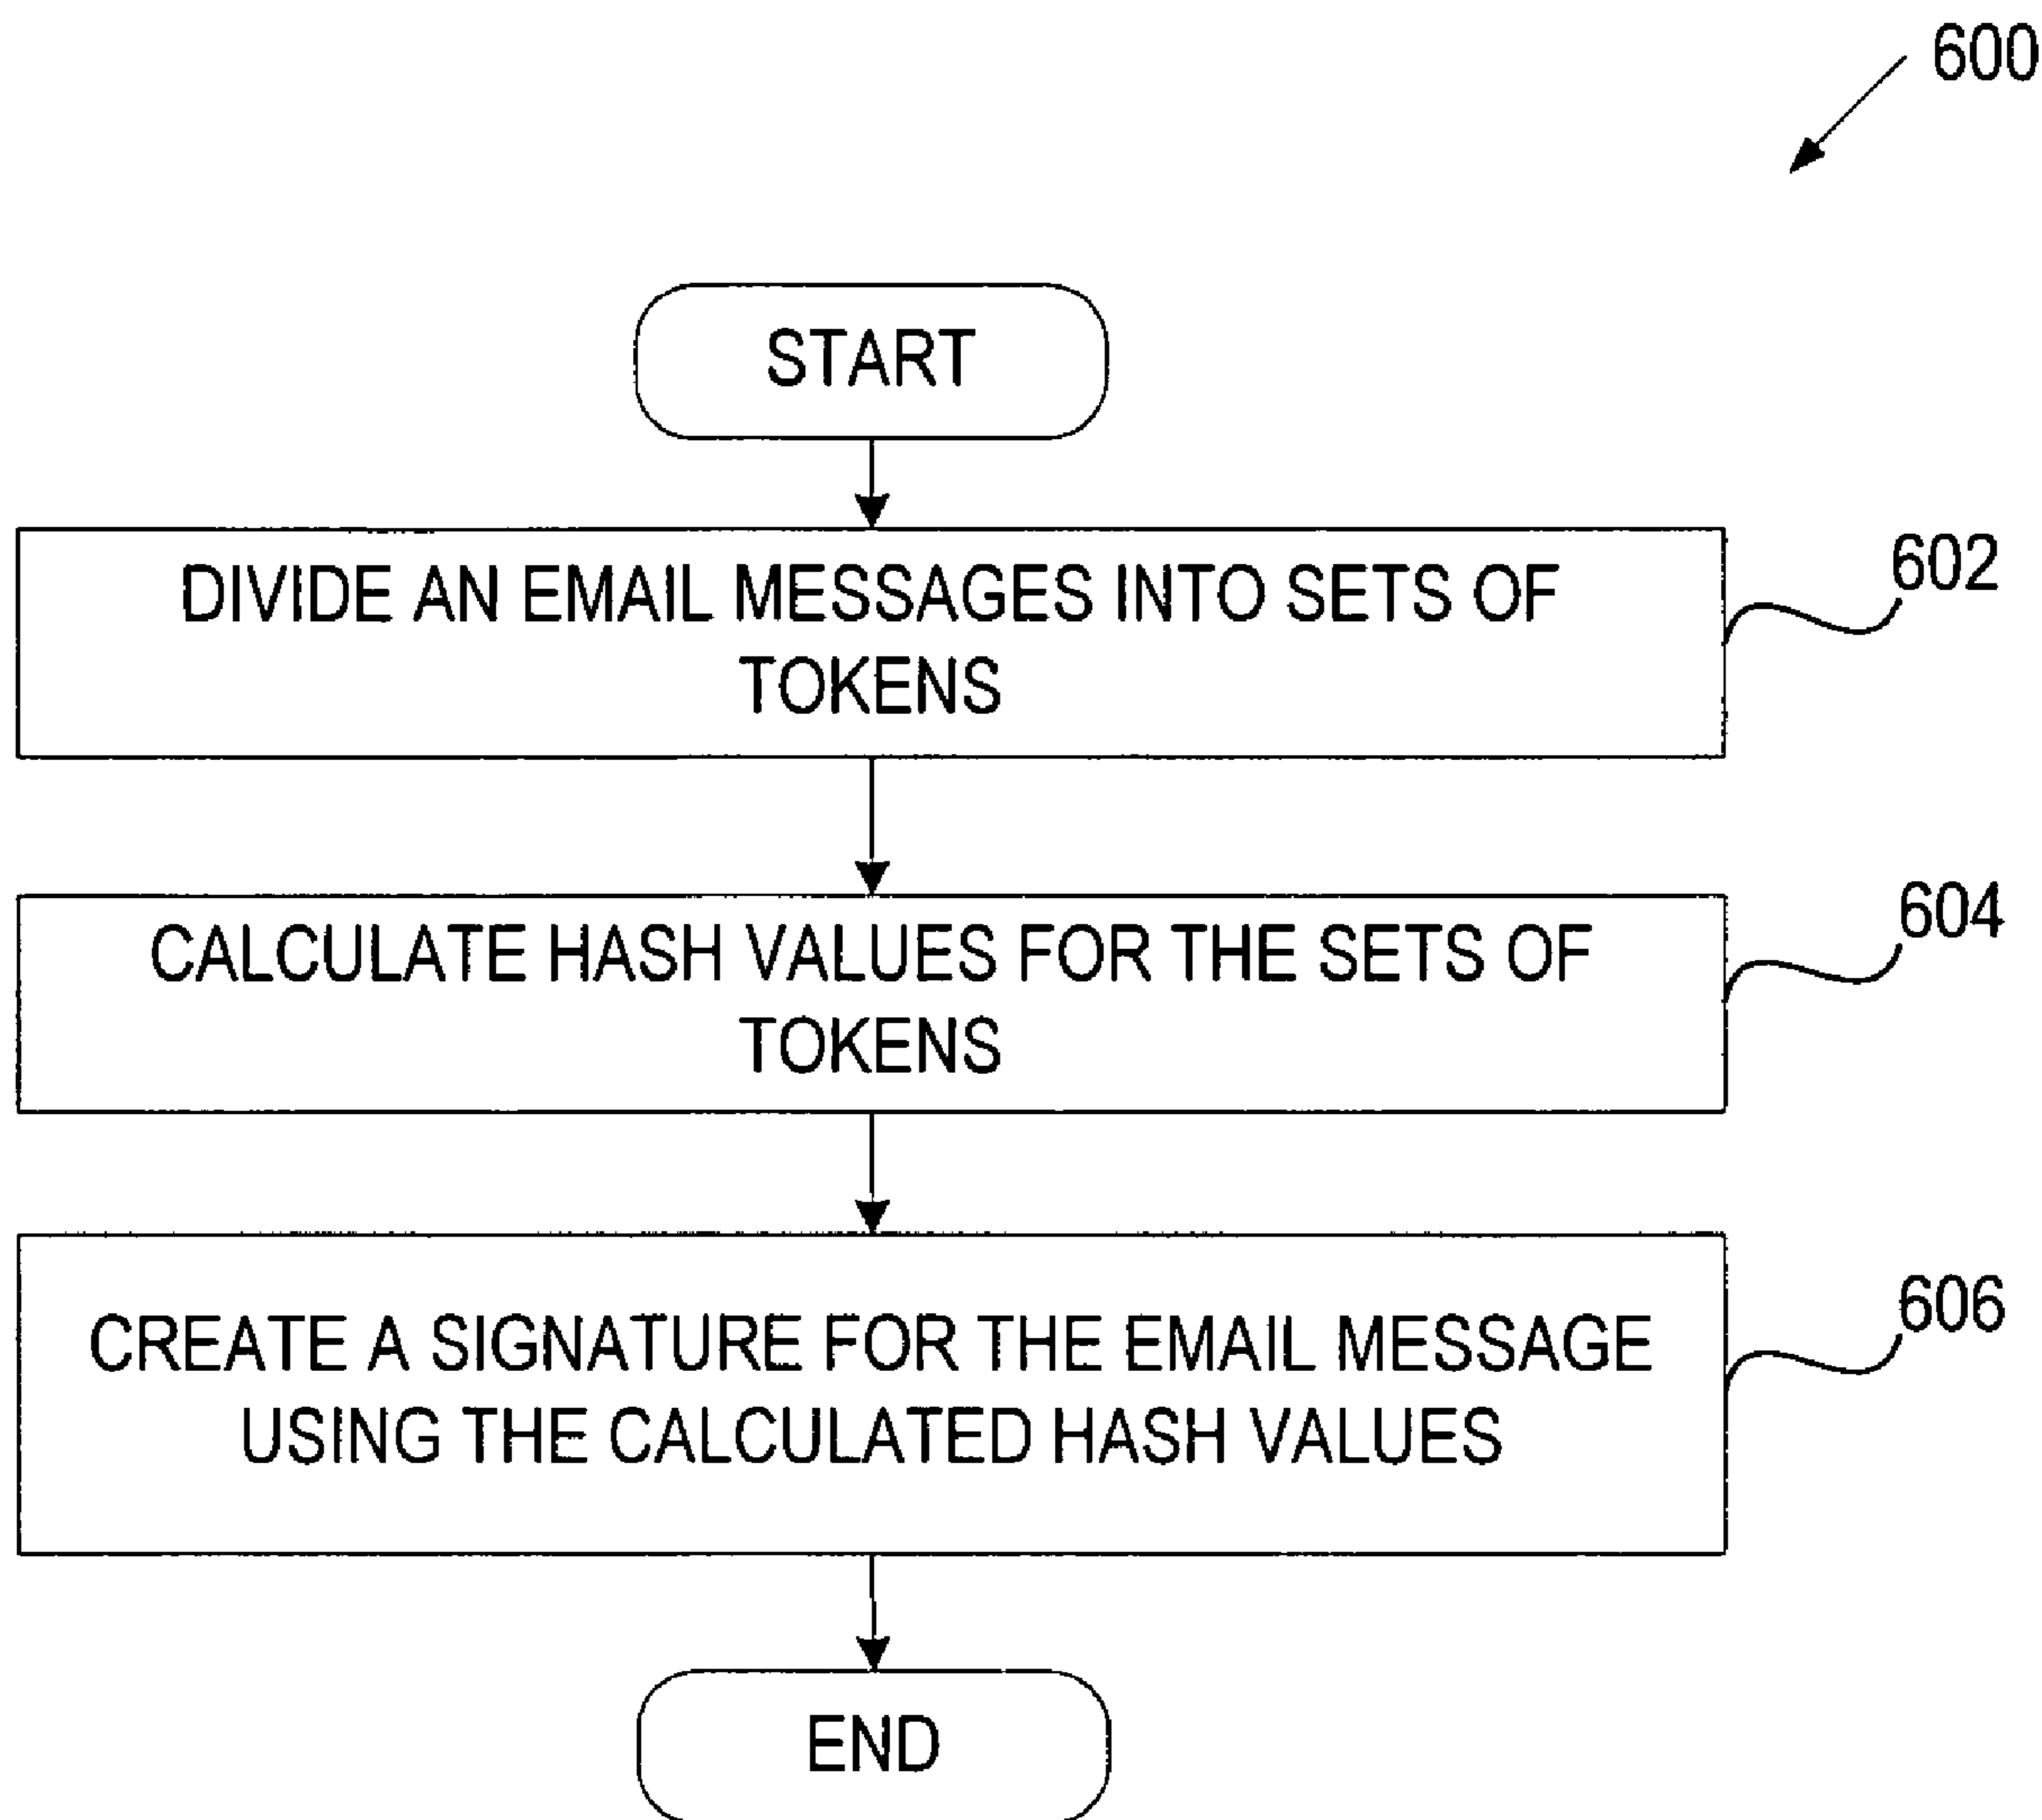 600
START
DIVIDE AN EMAIL MESSAGES INTO SETS OF
TOKENS
602
CALCULATE HASH VALUES FOR THE SETS OF
TOKENS
604
CREATE A SIGNATURE FOR THE EMAIL MESSAGE
USING THE CALCULATED HASH VALUES
606
END